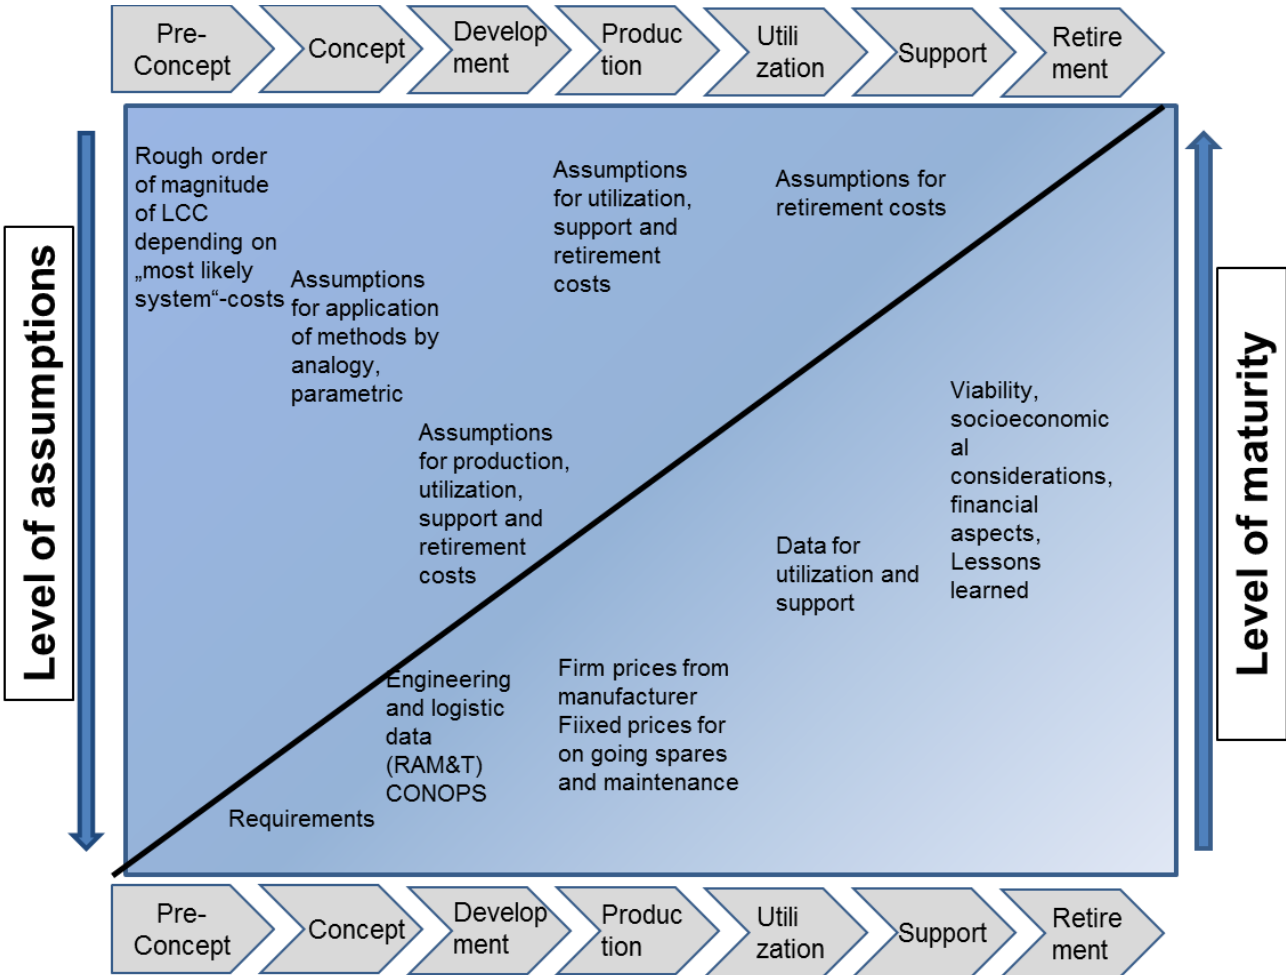 Pre-
Concept
Concept
Develop
ment
Produc
tion
Utili
zation
Support
Retire
ment
Level of assumptions
Rough order
of magnitude
of LCC
depending on
„most likely
system“-costs
Assumptions
for application
of methods by
analogy,
parametric
Assumptions
for production,
utilization,
support and
retirement
costs
Assumptions
for utilization,
support and
retirement
costs
Assumptions for
retirement costs
Requirements
Engineering
and logistic
data
(RAM&T)
CONOPS
Firm prices from
manufacturer
Fiixed prices for
on going spares
and maintenance
Data for
utilization and
support
Viability,
socioeconomic
al
considerations,
financial
aspects,
Lessons
learned
Level of maturity
Pre-
Concept
Concept
Develop
ment
Produc
tion
Utili
zation
Support
Retire
ment